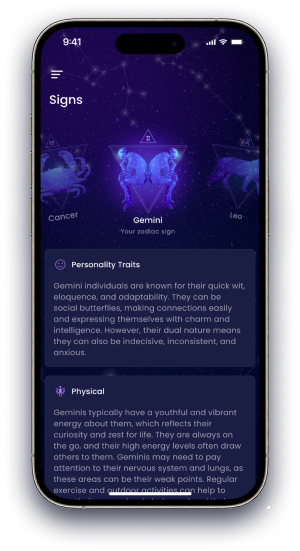 9:41
Signs
Cancer
Gemini
Leo
Your zodiac sign
Personality Traits
Gemini individuals are known for their quick wit,
eloquence, and adaptability. They can be
social butterflies, making connections easily
and expressing themselves with charm and
intelligence. However, their dual nature means
they can also be indecisive, inconsistent, and
anxious.
Physical
Geminis typically have a youthful and vibrant
energy about them, which reflects their
curiosity and zest for life. They are always on
the go, and their high energy levels often draw
others to them. Geminis may need to pay
attention to their nervous system and lungs, as
these areas can be their weak points. Regular
exercise and outdoor activities can help to